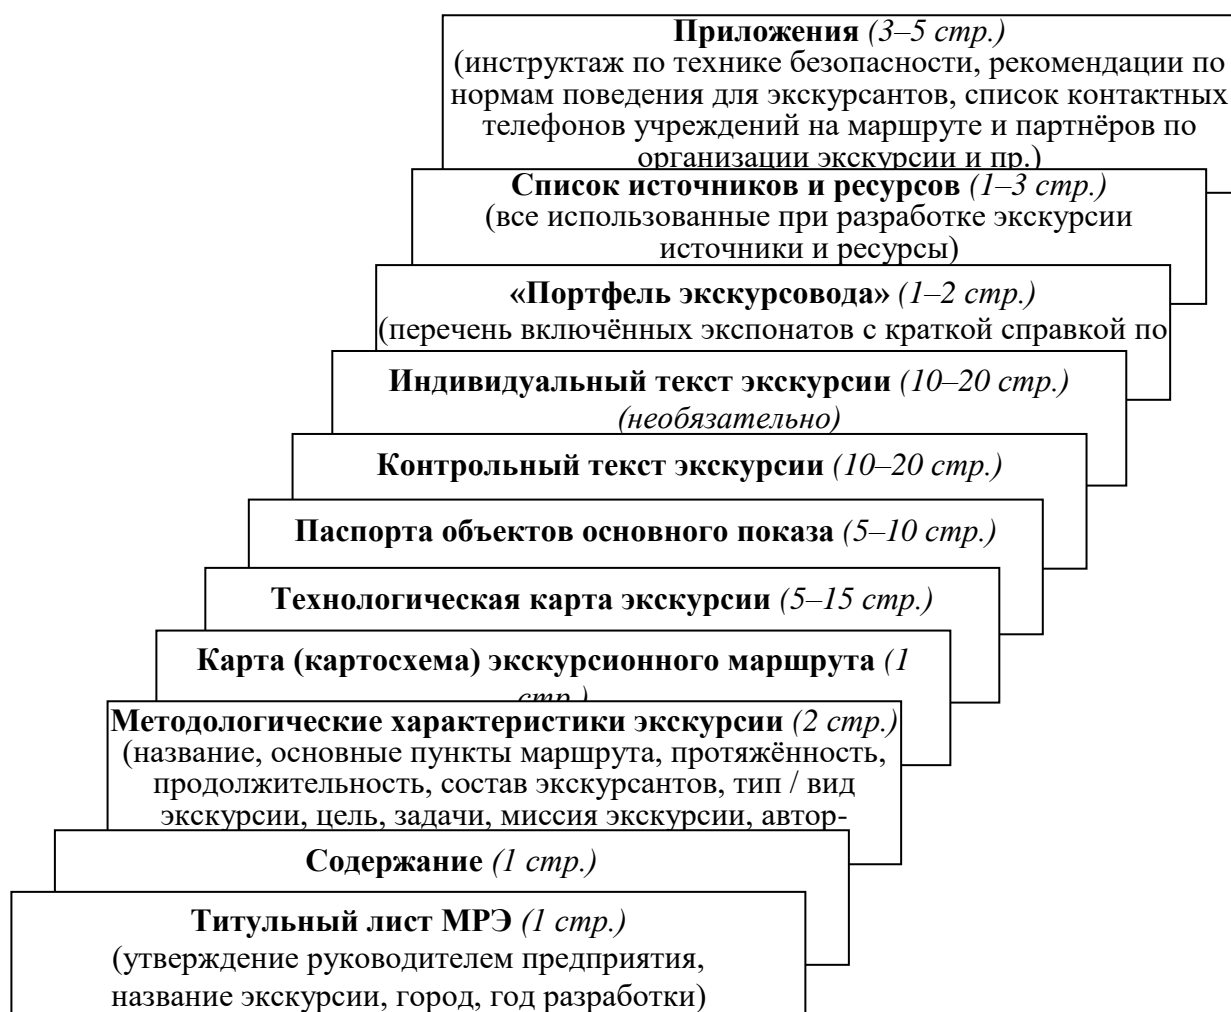 Приложения (3–5 стр.)
(инструктаж по технике безопасности, рекомендации по
нормам поведения для экскурсантов, список контактных
телефонов учреждений на маршруте и партнёров по
организации экскурсии и пр.)
Список источников и ресурсов (1–3 стр.)
(все использованные при разработке экскурсии
источники и ресурсы)
«Портфель экскурсовода» (1–2 стр.)
(перечень включённых экспонатов с краткой справкой по
Индивидуальный текст экскурсии (10–20 стр.)
(необязательно)
Контрольный текст экскурсии (10–20 стр.)
Паспорта объектов основного показа (5–10 стр.)
Технологическая карта экскурсии (5–15 стр.)
Карта (картосхема) экскурсионного маршрута (1
стр.)
Методологические характеристики экскурсии (2 стр.)
(название, основные пункты маршрута, протяжённость,
продолжительность, состав экскурсантов, тип / вид
экскурсии, цель, задачи, миссия экскурсии, автор-
Содержание (1 стр.)
Титульный лист МРЭ (1 стр.)
(утверждение руководителем предприятия,
название экскурсии, город, год разработки)